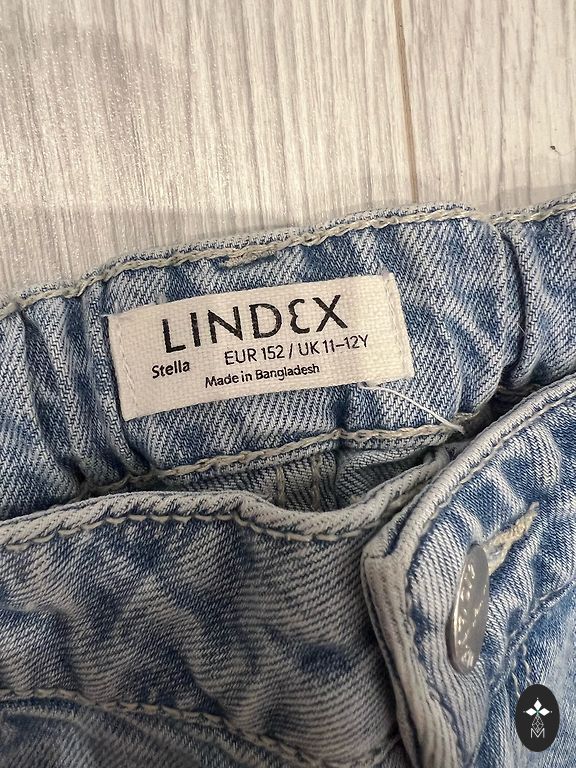 LINDEX
Stella
EUR 152 / UK 11–12Y
Made in Bangladesh